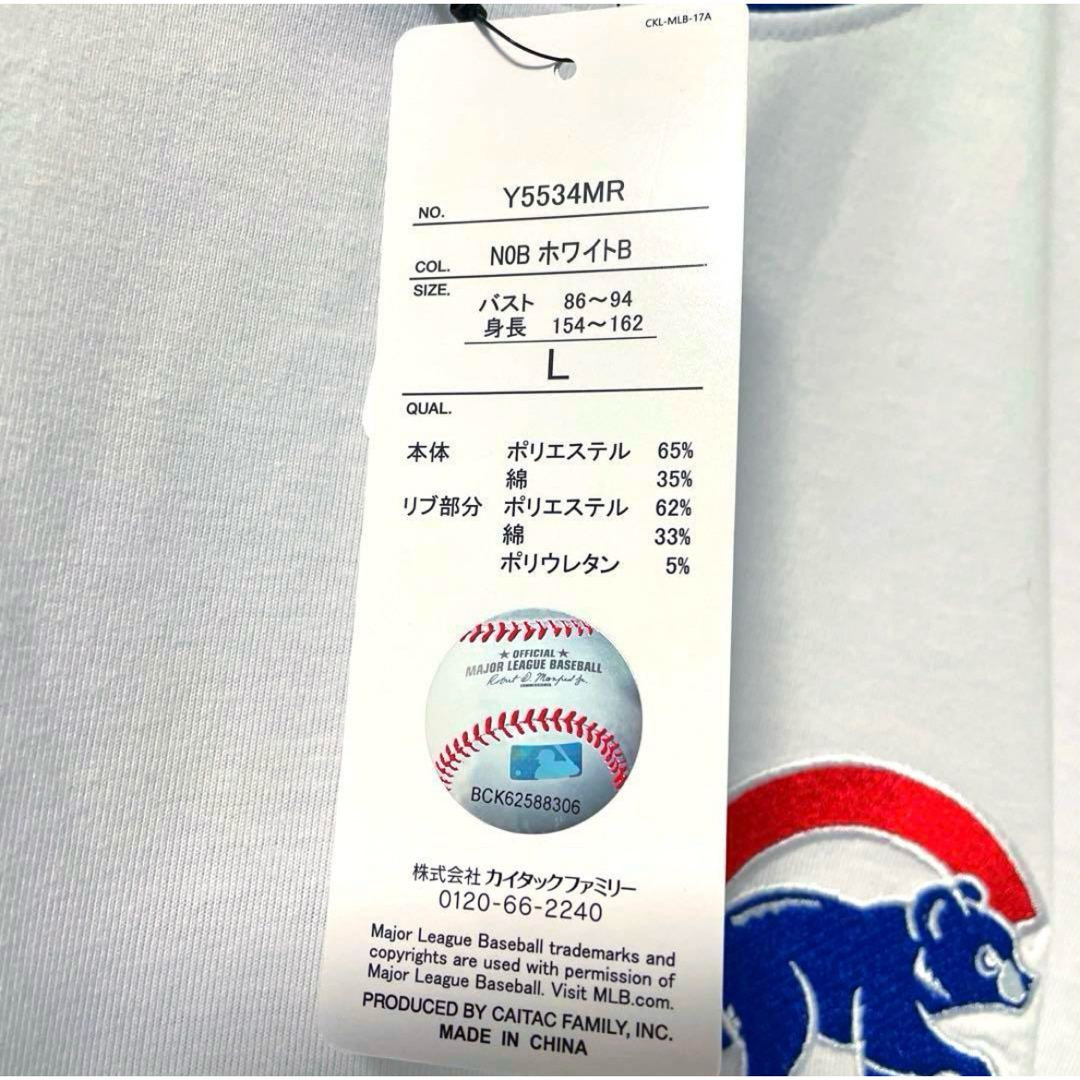 CKL-MLB-17A
NO. Y5534MR
COL. N0B ホワイトB
SIZE.
バスト 86〜94
身長 154〜162
L
QUAL.
本体 ポリエステル 65%
綿 35%
リブ部分 ポリエステル 62%
綿 33%
ポリウレタン 5%
★ OFFICIAL ★
MAJOR LEAGUE BASEBALL
Robert D. Manfred Jr.
COMMISSIONER
BCK62588306
株式会社 カイタックファミリー
0120-66-2240
Major League Baseball trademarks and
copyrights are used with permission of
Major League Baseball. Visit MLB.com.
PRODUCED BY CAITAC FAMILY, INC.
MADE IN CHINA